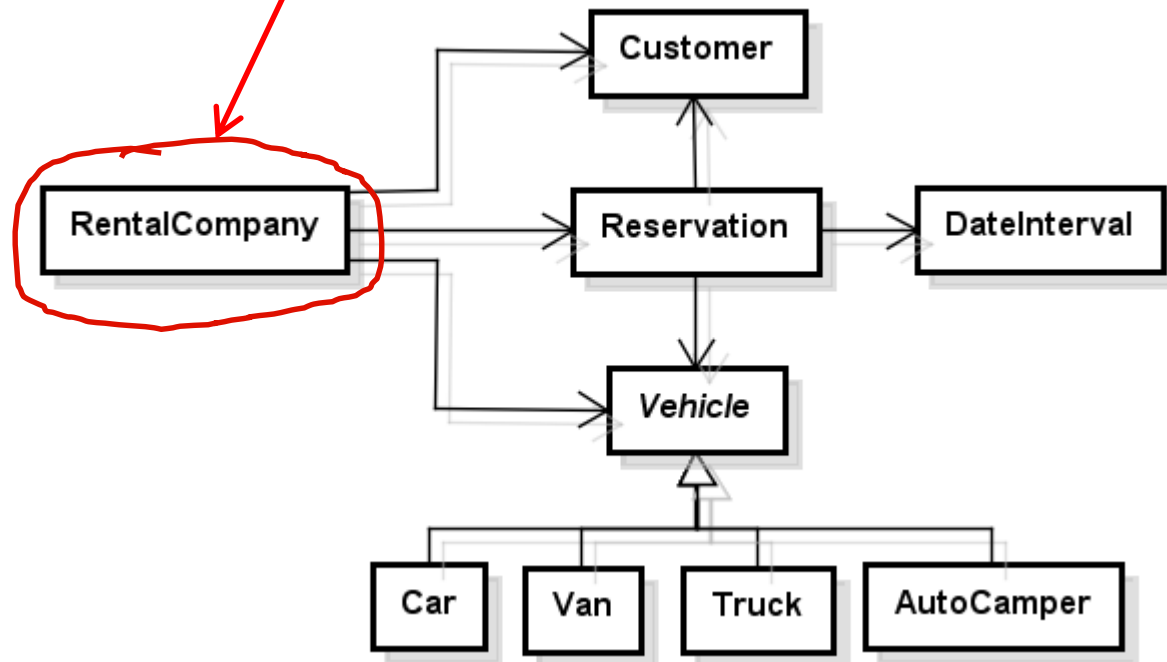 Customer
RentalCompany
Reservation
DateInterval
Vehicle
Car
Van
Truck
AutoCamper